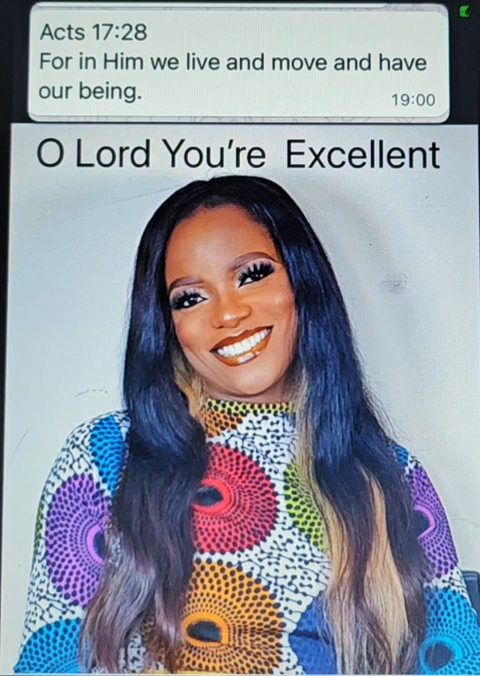 Acts 17:28
For in Him we live and move and have
our being.
19:00
O Lord You're Excellent